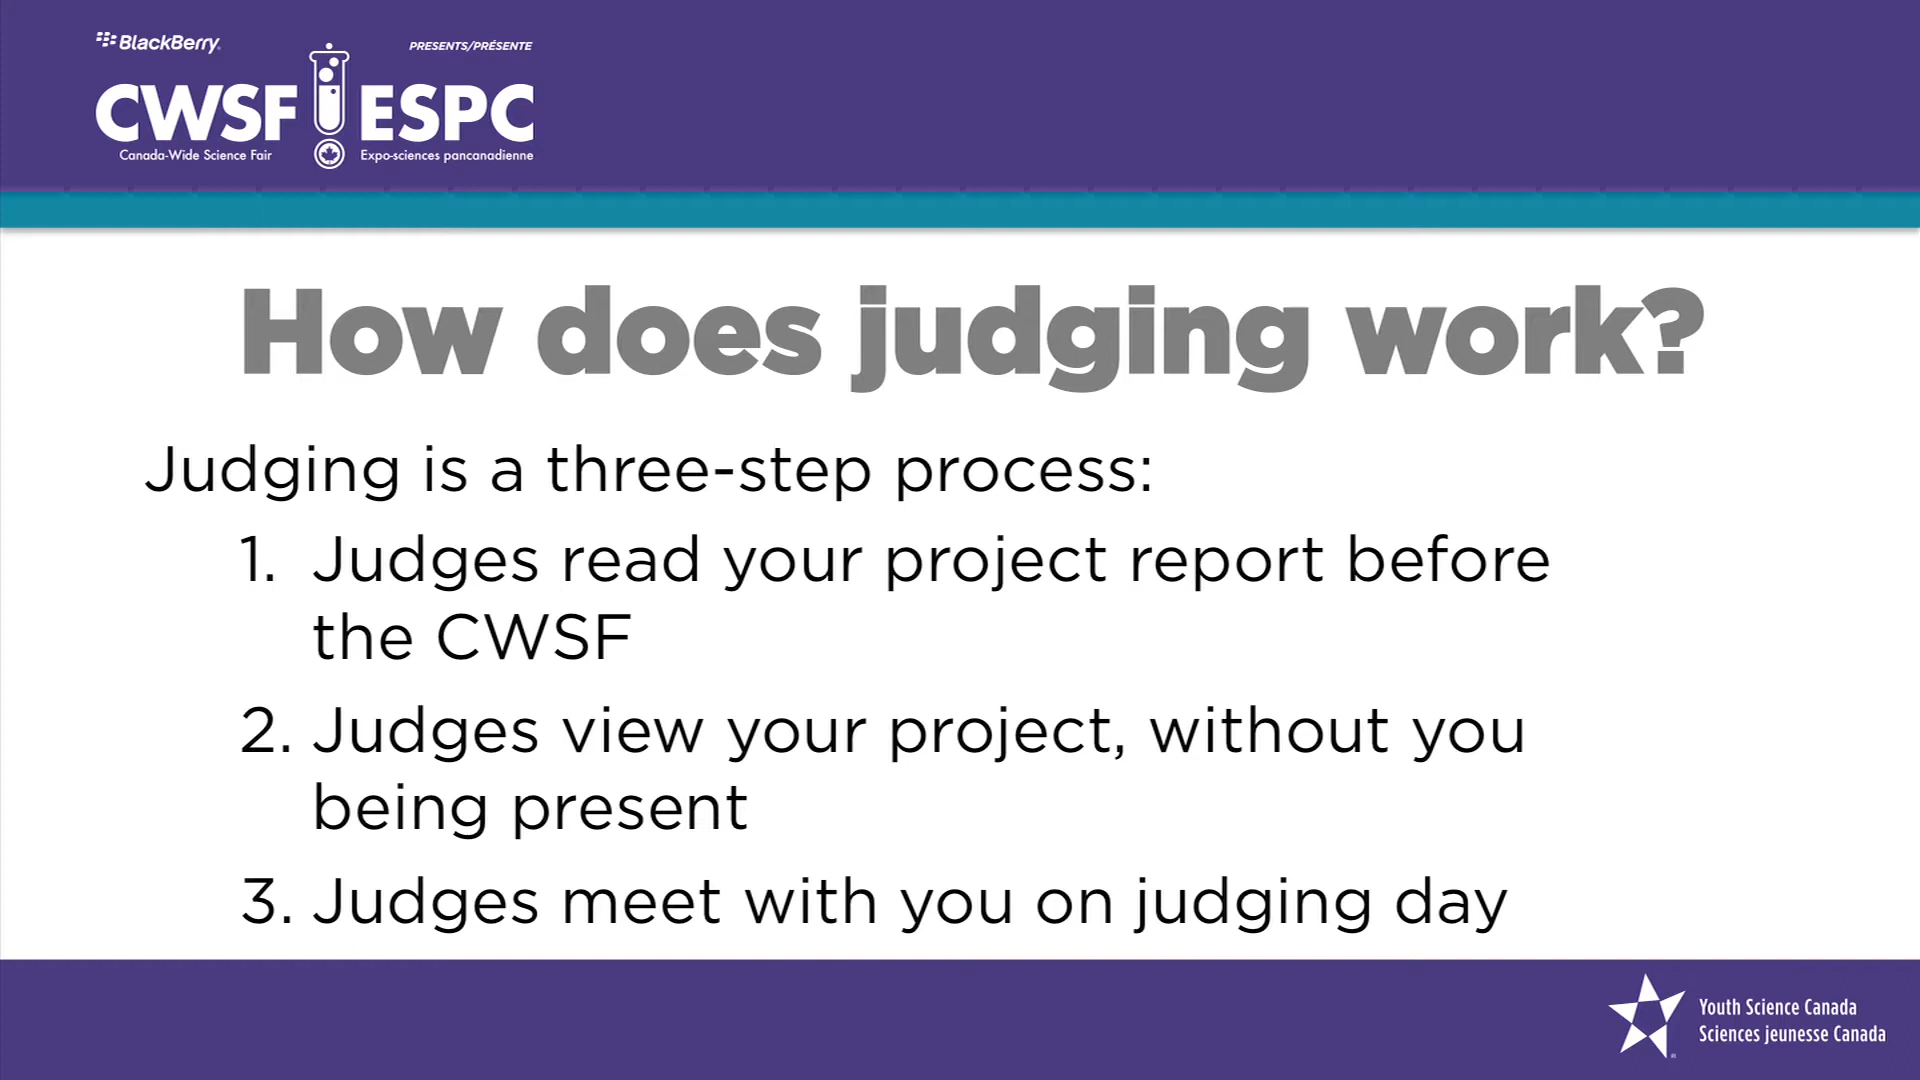 BlackBerry
PRESENTS/PRÉSENTE
CWSF ESPC
Canada-Wide Science Fair Expo-sciences pancanadienne
How does judging work?
Judging is a three-step process:
1. Judges read your project report before
the CWSF
2. Judges view your project, without you
being present
3. Judges meet with you on judging day
Youth Science Canada
Sciences jeunesse Canada